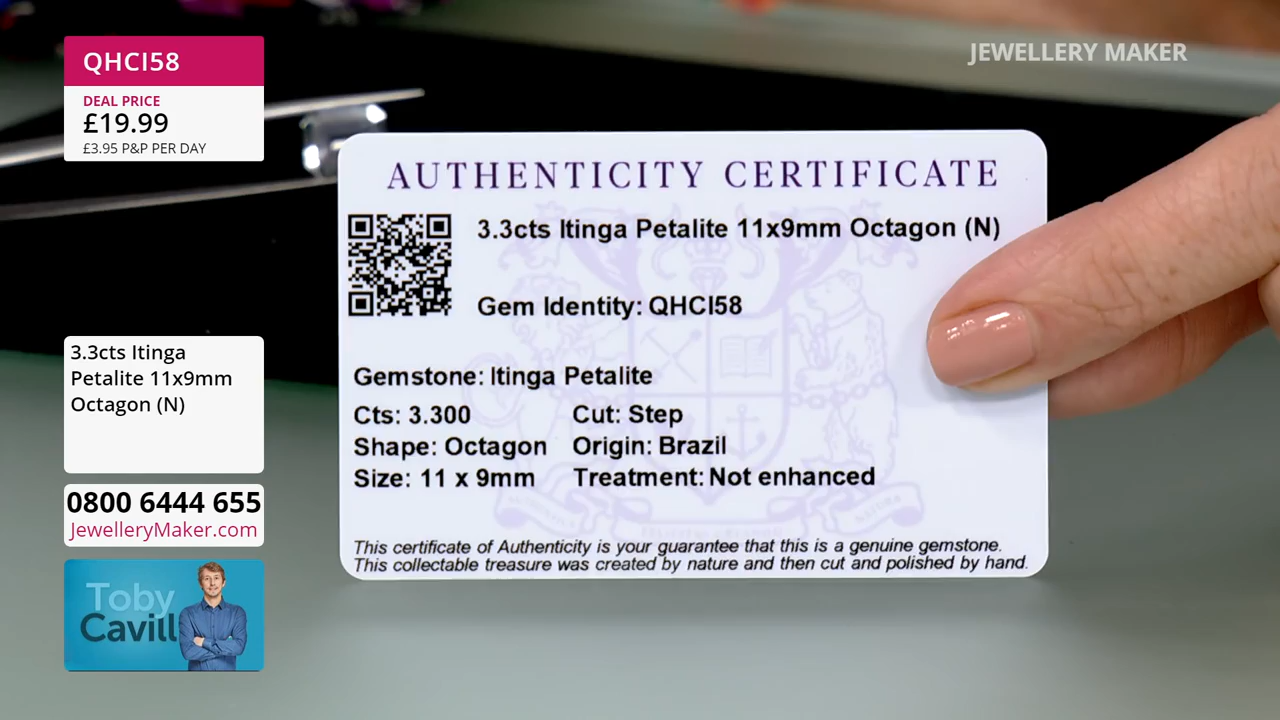 QHCI58
DEAL PRICE
£19.99
£3.95 P&P PER DAY
JEWELLERY MAKER
AUTHENTICITY CERTIFICATE
3.3cts Itinga Petalite 11x9mm Octagon (N)
Gem Identity: QHCI58
Gemstone: Itinga Petalite
Cts: 3.300 Cut: Step
Shape: Octagon Origin: Brazil
Size: 11 x 9mm Treatment: Not enhanced
This certificate of Authenticity is your guarantee that this is a genuine gemstone.
This collectable treasure was created by nature and then cut and polished by hand.
3.3cts Itinga
Petalite 11x9mm
Octagon (N)
0800 6444 655
JewelleryMaker.com
Toby
Cavill